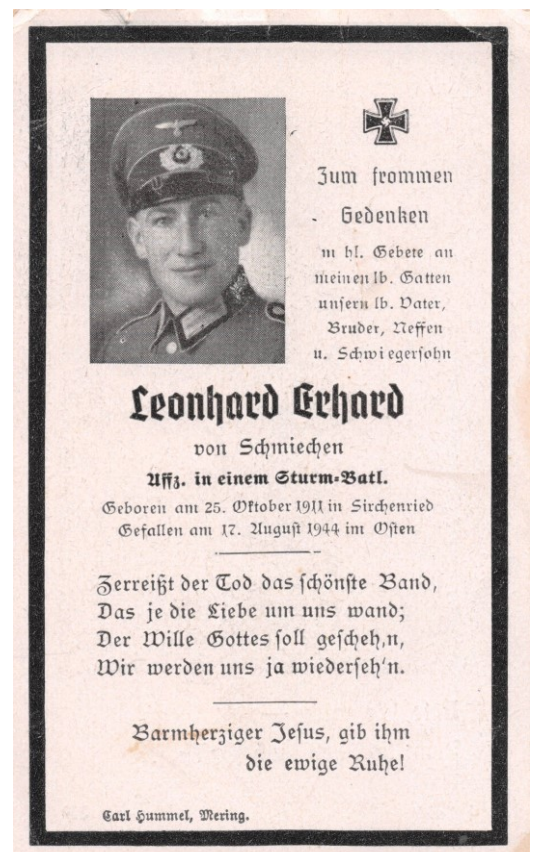 Zum frommen
Gedenken
m hl. Gebete an
meinen lb. Gatten
unsern lb. Vater,
Bruder, Neffen
u. Schwiegersohn
Leonhard Erhard
von Schmiechen
Uffz. in einem Sturm-Batl.
Geboren am 25. Oktober 1911 in Sirchenried
Gefallen am 17. August 1944 im Osten
Zerreißt der Tod das schönste Band,
Das je die Liebe um uns wand;
Der Wille Gottes soll gescheh,n,
Wir werden uns ja wiederseh'n.
Barmherziger Jesus, gib ihm
die ewige Ruhe!
Carl Hummel, Mering.